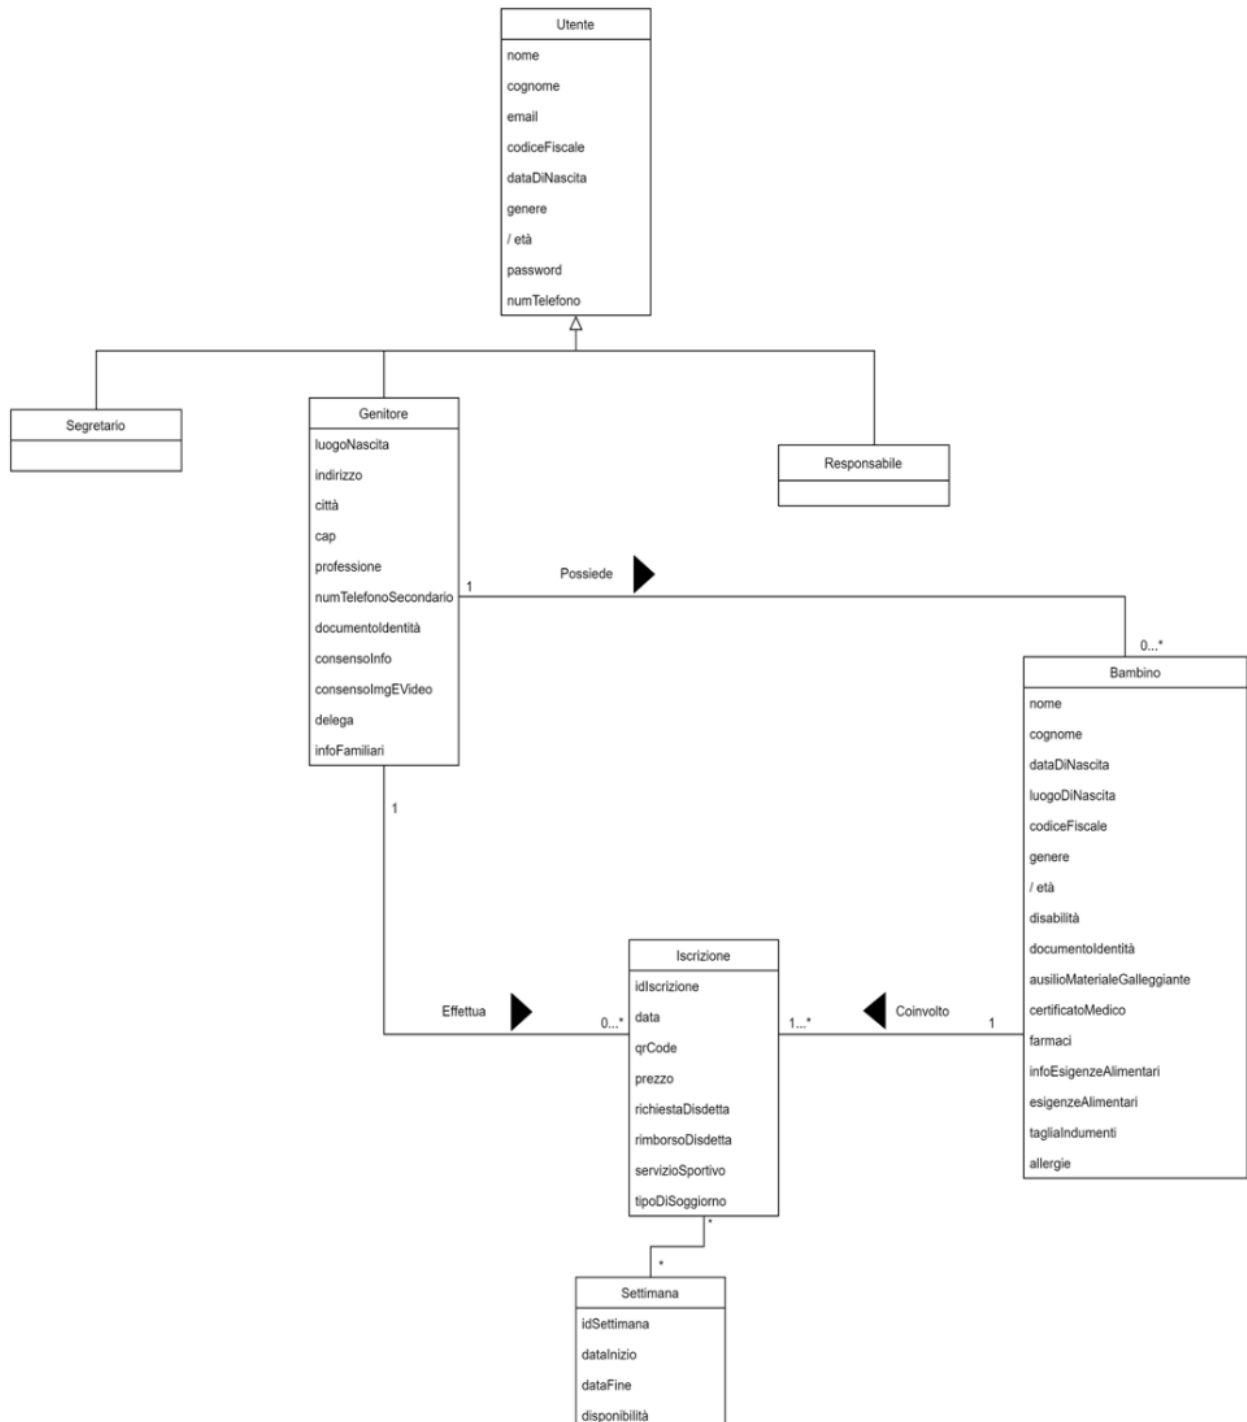 Utente
nome
cognome
email
codiceFiscale
dataDiNascita
genere
/ età
password
numTelefono
Segretario
Genitore
luogoNascita
indirizzo
città
cap
professione
numTelefonoSecondario
documentoIdentità
consensoInfo
consensoImgEVideo
delega
infoFamiliari
Responsabile
1
Possiede
0...*
Bambino
nome
cognome
dataDiNascita
luogoDiNascita
codiceFiscale
genere
/ età
disabilità
documentoIdentità
ausilioMaterialeGalleggiante
certificatoMedico
farmaci
infoEsigenzeAlimentari
esigenzeAlimentari
tagliaIndumenti
allergie
1
Effettua
0...*
Iscrizione
idIscrizione
data
qrCode
prezzo
richiestaDisdetta
rimborsoDisdetta
servizioSportivo
tipoDiSoggiorno
1...*
Coinvolto
1
*
*
Settimana
idSettimana
dataInizio
dataFine
disponibilità